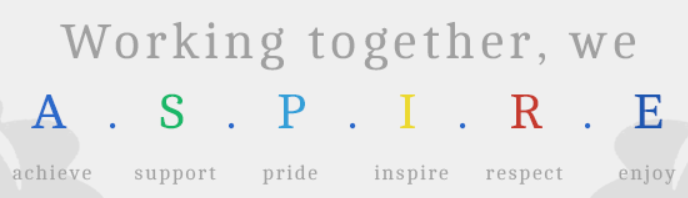 Working together, we
A . S . P . I . R . E
achieve support pride inspire respect enjoy